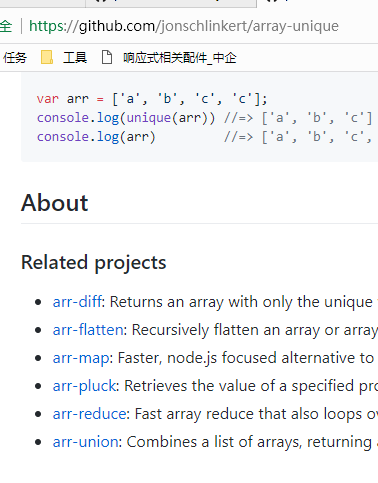 全 https://github.com/jonschlinkert/array-unique
任务 工具 响应式相关配件_中企
var arr = ['a', 'b', 'c', 'c'];
console.log(unique(arr)) //=> ['a', 'b', 'c']
console.log(arr) //=> ['a', 'b', 'c',
About
Related projects
• arr-diff: Returns an array with only the unique
• arr-flatten: Recursively flatten an array or array
• arr-map: Faster, node.js focused alternative to
• arr-pluck: Retrieves the value of a specified pro
• arr-reduce: Fast array reduce that also loops ov
• arr-union: Combines a list of arrays, returning a